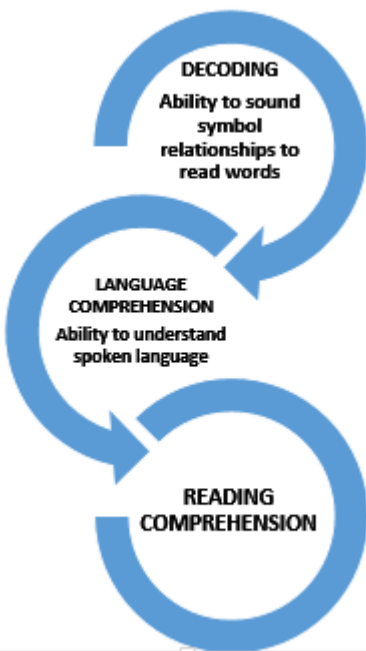 DECODING
Ability to sound
symbol
relationships to
read words
LANGUAGE
COMPREHENSION
Ability to understand
spoken language
READING
COMPREHENSION